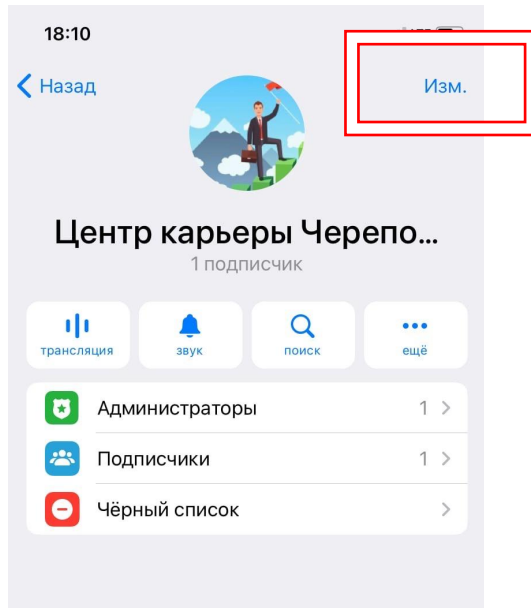 18:10
Назад
Изм.
Центр карьеры Черепо...
1 подписчик
трансляция звук поиск ещё
Администраторы 1
Подписчики 1
Чёрный список